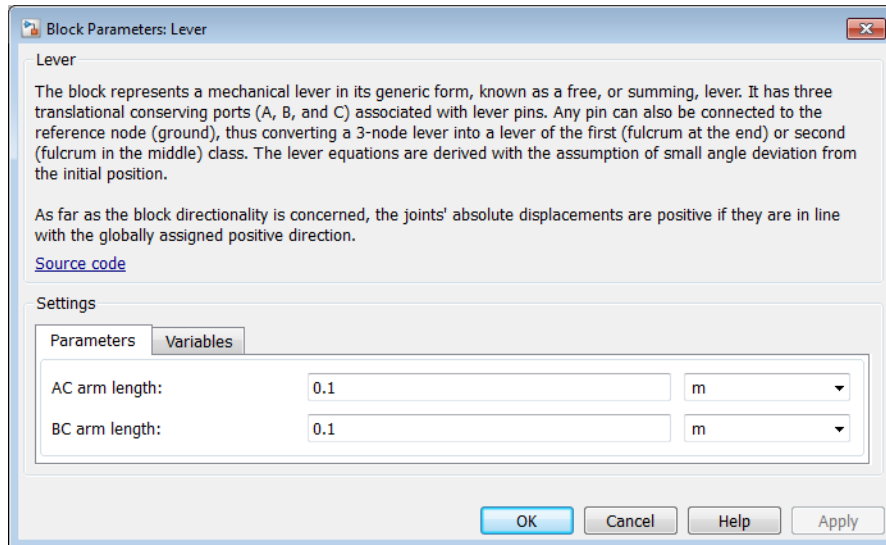 Block Parameters: Lever
Lever
The block represents a mechanical lever in its generic form, known as a free, or summing, lever. It has three
translational conserving ports (A, B, and C) associated with lever pins. Any pin can also be connected to the
reference node (ground), thus converting a 3-node lever into a lever of the first (fulcrum at the end) or second
(fulcrum in the middle) class. The lever equations are derived with the assumption of small angle deviation from
the initial position.
As far as the block directionality is concerned, the joints' absolute displacements are positive if they are in line
with the globally assigned positive direction.
Source code
Settings
Parameters Variables
AC arm length: 0.1 m
BC arm length: 0.1 m
OK Cancel Help Apply